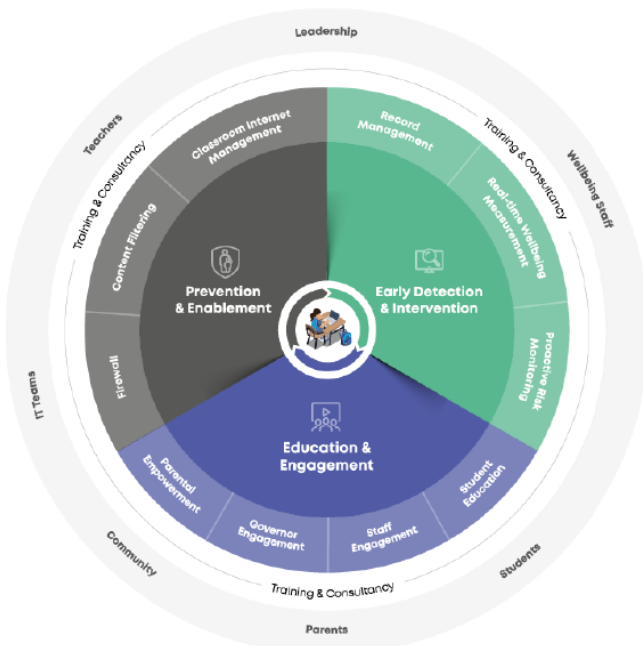 Leadership
Teachers
Wellbeing Staff
IT Teams
Community
Students
Parents
Training & Consultancy
Training & Consultancy
Training & Consultancy
Classroom Internet
Management
Content Filtering
Firewall
Record
Management
Real-time Wellbeing
Measurement
Proactive Risk
Monitoring
Prevention
& Enablement
Early Detection
& Intervention
Education &
Engagement
Parental
Empowerment
Governor
Engagement
Staff
Engagement
Student
Education